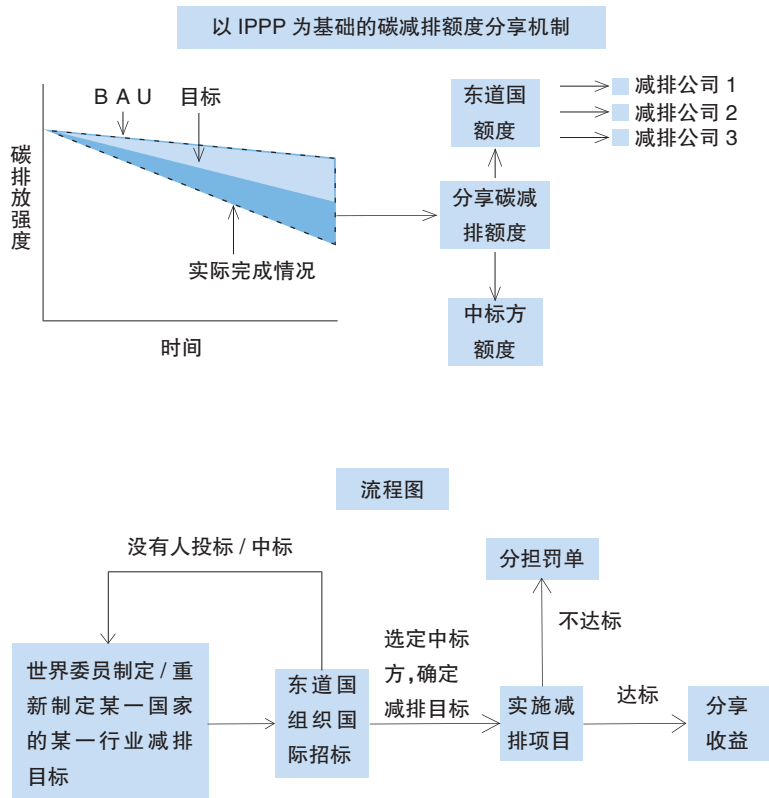 以 IPPP 为基础的碳减排额度分享机制
B A U
目标
碳排放强度
实际完成情况
时间
东道国
额度
减排公司 1
减排公司 2
减排公司 3
分享碳减
排额度
中标方
额度
流程图
没有人投标 / 中标
世界委员制定 / 重
新制定某一国家
的某一行业减排
目标
东道国
组织国
际招标
选定中标
方,确定
减排目标
分担罚单
不达标
实施减
排项目
达标
分享
收益